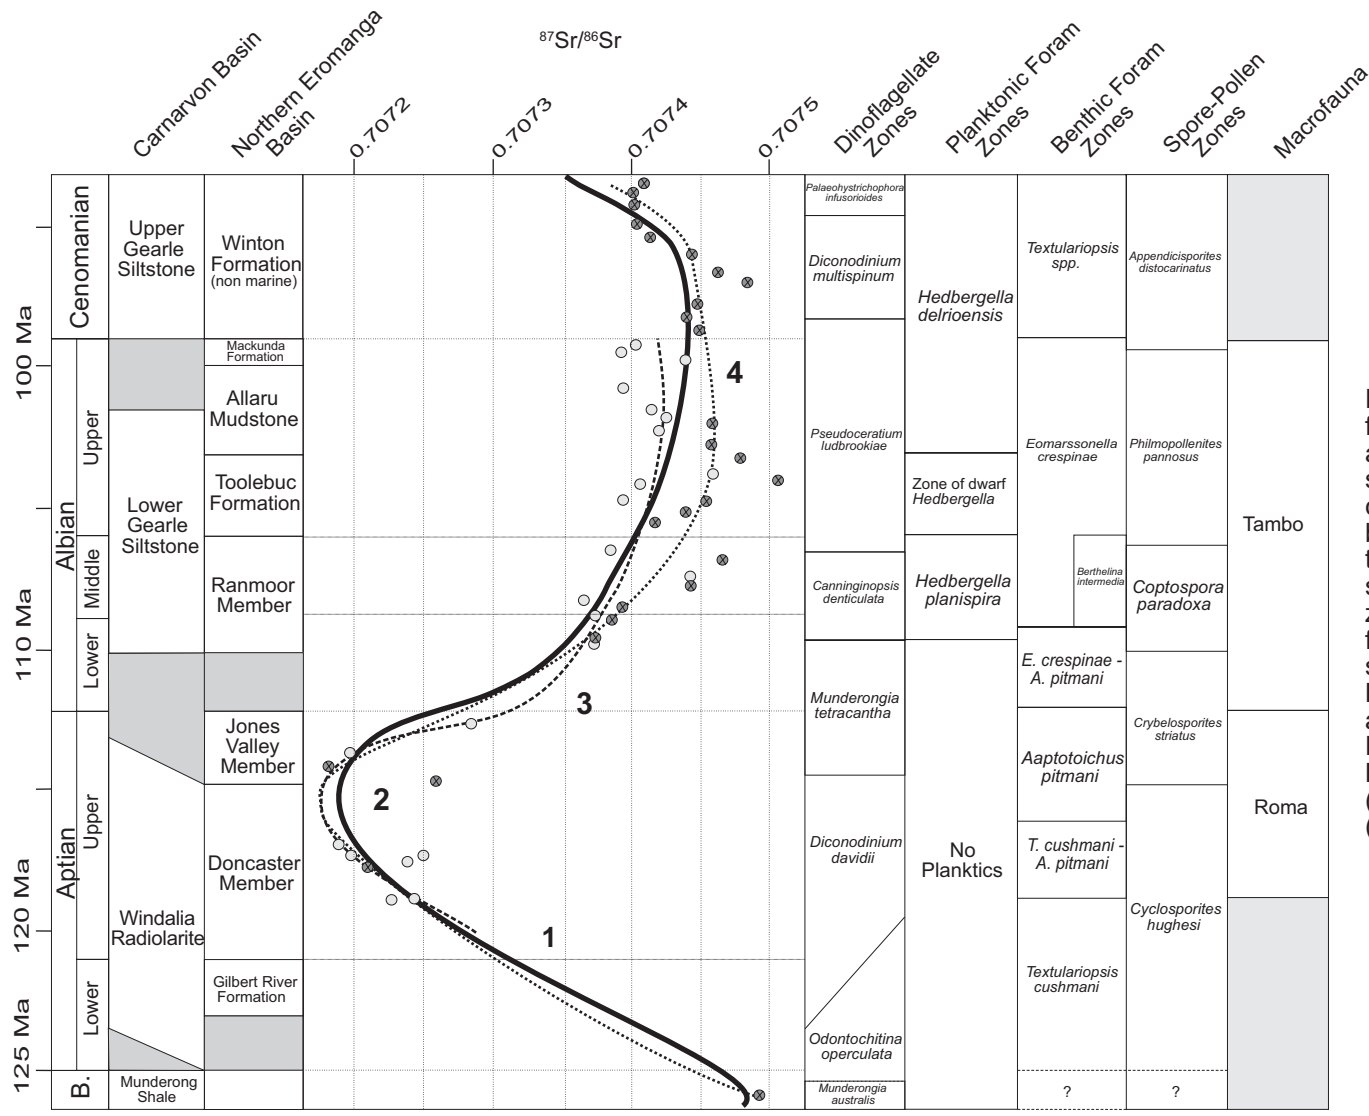 87Sr/86Sr
Carnarvon Basin
Northern Eromanga
Basin
0.7072
0.7073
0.7074
0.7075
Dinoflagellate
Zones
Planktonic Foram
Zones
Benthic Foram
Zones
Spore-Pollen
Zones
Macrofauna
100 Ma
110 Ma
120 Ma
125 Ma
Cenomanian
Albian
Upper
Middle
Lower
Aptian
Upper
Lower
B.
Upper
Gearle
Siltstone
Lower
Gearle
Siltstone
Windalia
Radiolarite
Munderong
Shale
Winton
Formation
(non marine)
Mackunda
Formation
Allaru
Mudstone
Toolebuc
Formation
Ranmoor
Member
Jones
Valley
Member
Doncaster
Member
Gilbert River
Formation
4
3
2
1
Palaeohystrichophora
infusorioides
Diconodinium
multispinum
Pseudoceratium
ludbrookiae
Canninginopsis
denticulata
Munderongia
tetracantha
Diconodinium
davidii
Odontochitina
operculata
Munderongia
australis
Hedbergella
delrioensis
Zone of dwarf
Hedbergella
Hedbergella
planispira
No
Planktics
Textulariopsis
spp.
Eomarssonella
crespinae
Berthelina
intermedia
E. crespinae -
A. pitmani
Aaptotoichus
pitmani
T. cushmani -
A. pitmani
Textulariopsis
cushmani
?
Appendicisporites
distocarinatus
Philmopollenites
pannosus
Coptospora
paradoxa
Crybelosporites
striatus
Cyclosporites
hughesi
?
Tambo
Roma